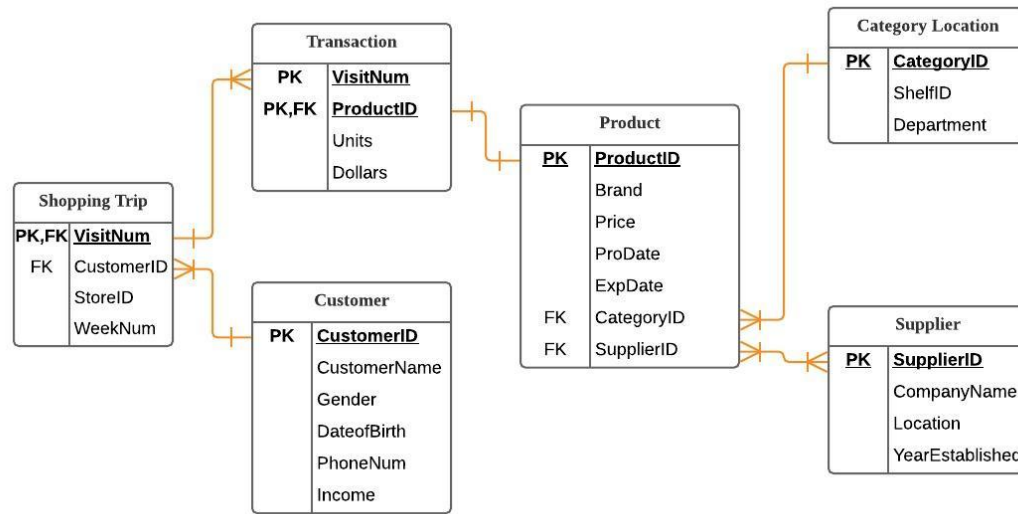 Transaction
PK VisitNum
PK,FK ProductID
Units
Dollars
Shopping Trip
PK,FK VisitNum
FK CustomerID
StoreID
WeekNum
Customer
PK CustomerID
CustomerName
Gender
DateofBirth
PhoneNum
Income
Product
PK ProductID
Brand
Price
ProDate
ExpDate
FK CategoryID
FK SupplierID
Category Location
PK CategoryID
ShelfID
Department
Supplier
PK SupplierID
CompanyName
Location
YearEstablished